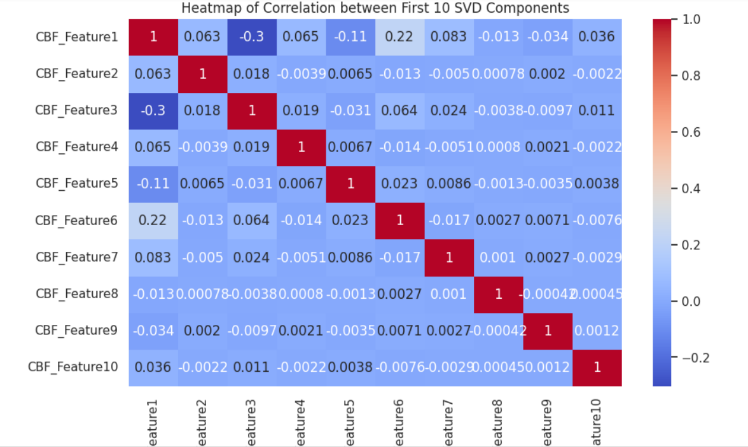 Heatmap of Correlation between First 10 SVD Components
CBF_Feature1 1 0.063 -0.3 0.065 -0.11 0.22 0.083 -0.013 -0.034 0.036
CBF_Feature2 0.063 1 0.018 -0.0039 0.0065 -0.013 -0.005 0.00078 0.002 -0.0022
CBF_Feature3 -0.3 0.018 1 0.019 -0.031 0.064 0.024 -0.0038 -0.0097 0.011
CBF_Feature4 0.065 -0.0039 0.019 1 0.0067 -0.014 -0.0051 0.0008 0.0021 -0.0022
CBF_Feature5 -0.11 0.0065 -0.031 0.0067 1 0.023 0.0086 -0.0013 -0.0035 0.0038
CBF_Feature6 0.22 -0.013 0.064 -0.014 0.023 1 -0.017 0.0027 0.0071 -0.0076
CBF_Feature7 0.083 -0.005 0.024 -0.0051 0.0086 -0.017 1 0.001 0.0027 -0.0029
CBF_Feature8 -0.013 0.00078 -0.0038 0.0008 -0.0013 0.0027 0.001 1 -0.00042 0.00045
CBF_Feature9 -0.034 0.002 -0.0097 0.0021 -0.0035 0.0071 0.0027 -0.00042 1 0.0012
CBF_Feature10 0.036 -0.0022 0.011 -0.0022 0.0038 -0.0076 -0.0029 0.00045 0.0012 1
eature1 eature2 eature3 eature4 eature5 eature6 eature7 eature8 eature9 eature10
1.0
0.8
0.6
0.4
0.2
0.0
−0.2